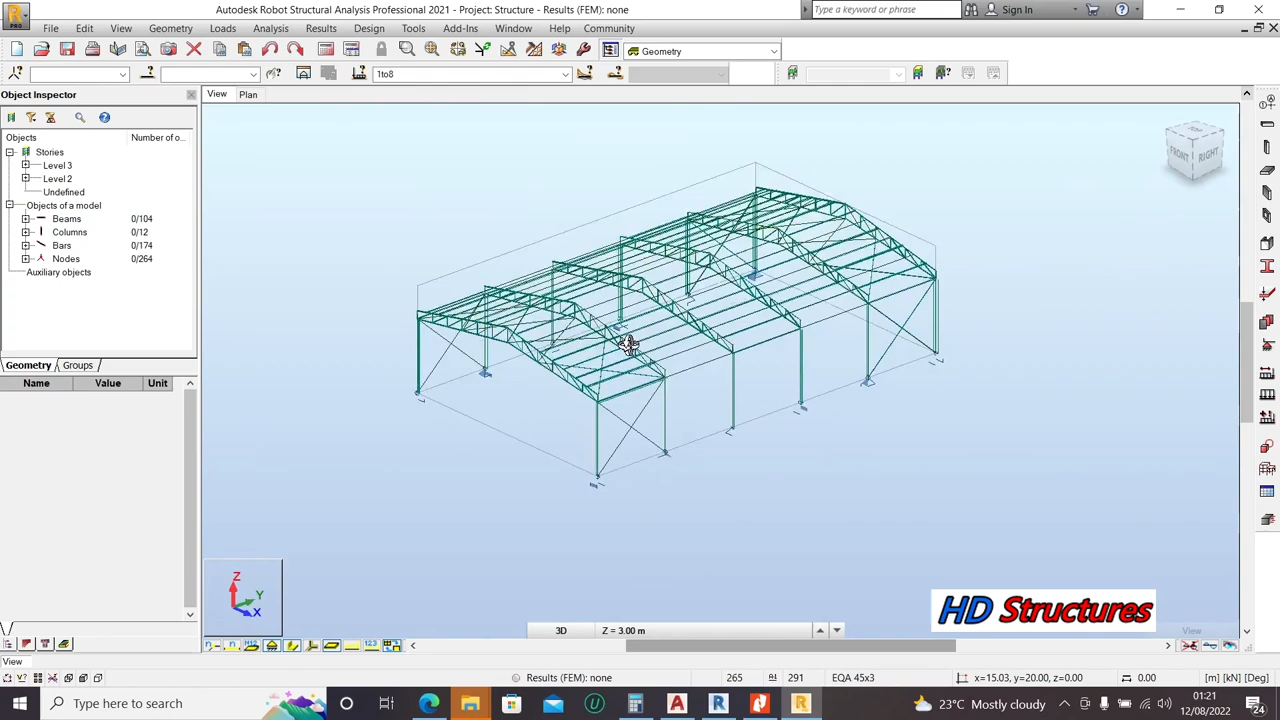 Autodesk Robot Structural Analysis Professional 2021 - Project: Structure - Results (FEM): none
Type a keyword or phrase
Sign In
PRO
File Edit View Geometry Loads Analysis Results Design Tools Add-Ins Window Help Community
Geometry
1to8
Object Inspector
View Plan
Objects Number of o...
Stories
Level 3
Level 2
Undefined
Objects of a model
Beams 0/104
Columns 0/12
Bars 0/174
Nodes 0/264
Auxiliary objects
Geometry Groups
Name Value Unit
FRONT RIGHT
Z
Y
X
HD Structures
3D Z = 3.00 m
View
View
Results (FEM): none 265 291 EQA 45x3 x=15.03, y=20.00, z=0.00 0.00 [m] [kN] [Deg]
Type here to search
23°C Mostly cloudy
01:21
12/08/2022
24